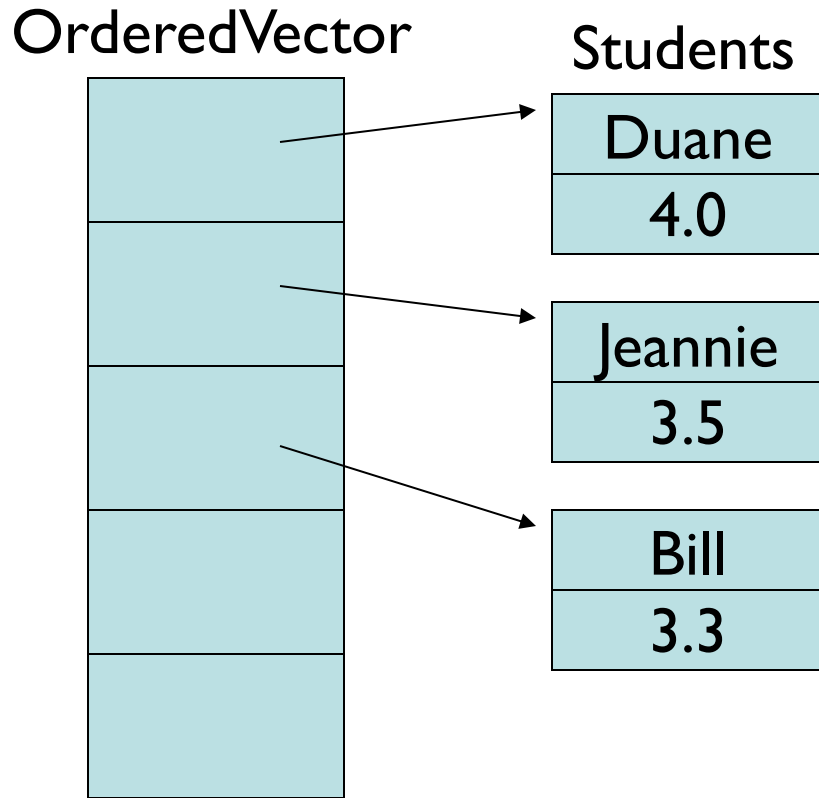 OrderedVector
Students
Duane
4.0
Jeannie
3.5
Bill
3.3